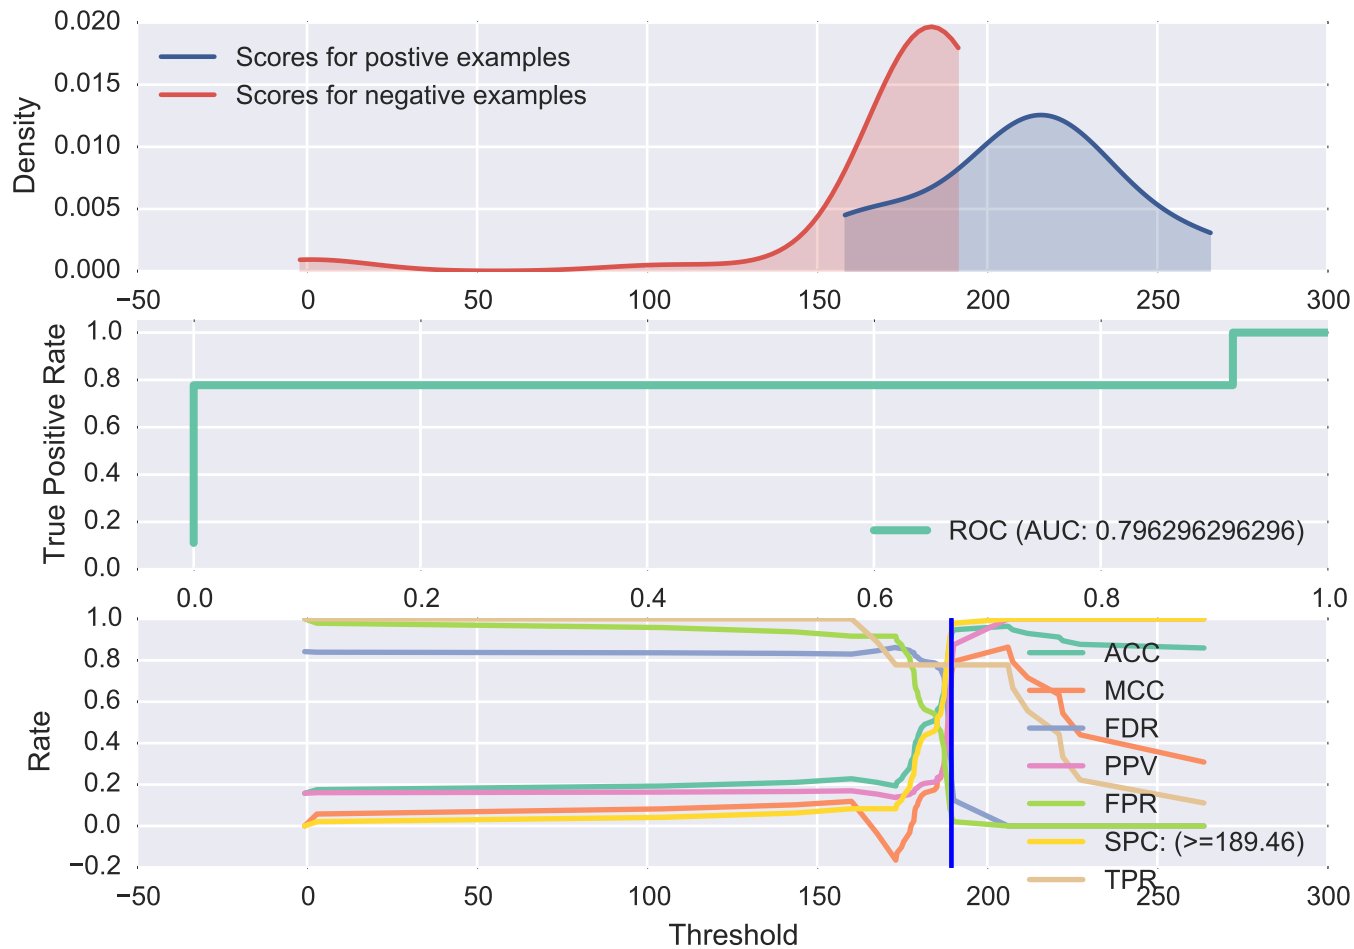 0.020
0.015
0.010
0.005
0.000
Density
Scores for postive examples
Scores for negative examples
−50 0 50 100 150 200 250 300
1.0
0.8
0.6
0.4
0.2
0.0
True Positive Rate
ROC (AUC: 0.796296296296)
0.0 0.2 0.4 0.6 0.8 1.0
1.0
0.8
0.6
0.4
0.2
0.0
−0.2
Rate
ACC
MCC
FDR
PPV
FPR
SPC: (>=189.46)
TPR
−50 0 50 100 150 200 250 300
Threshold